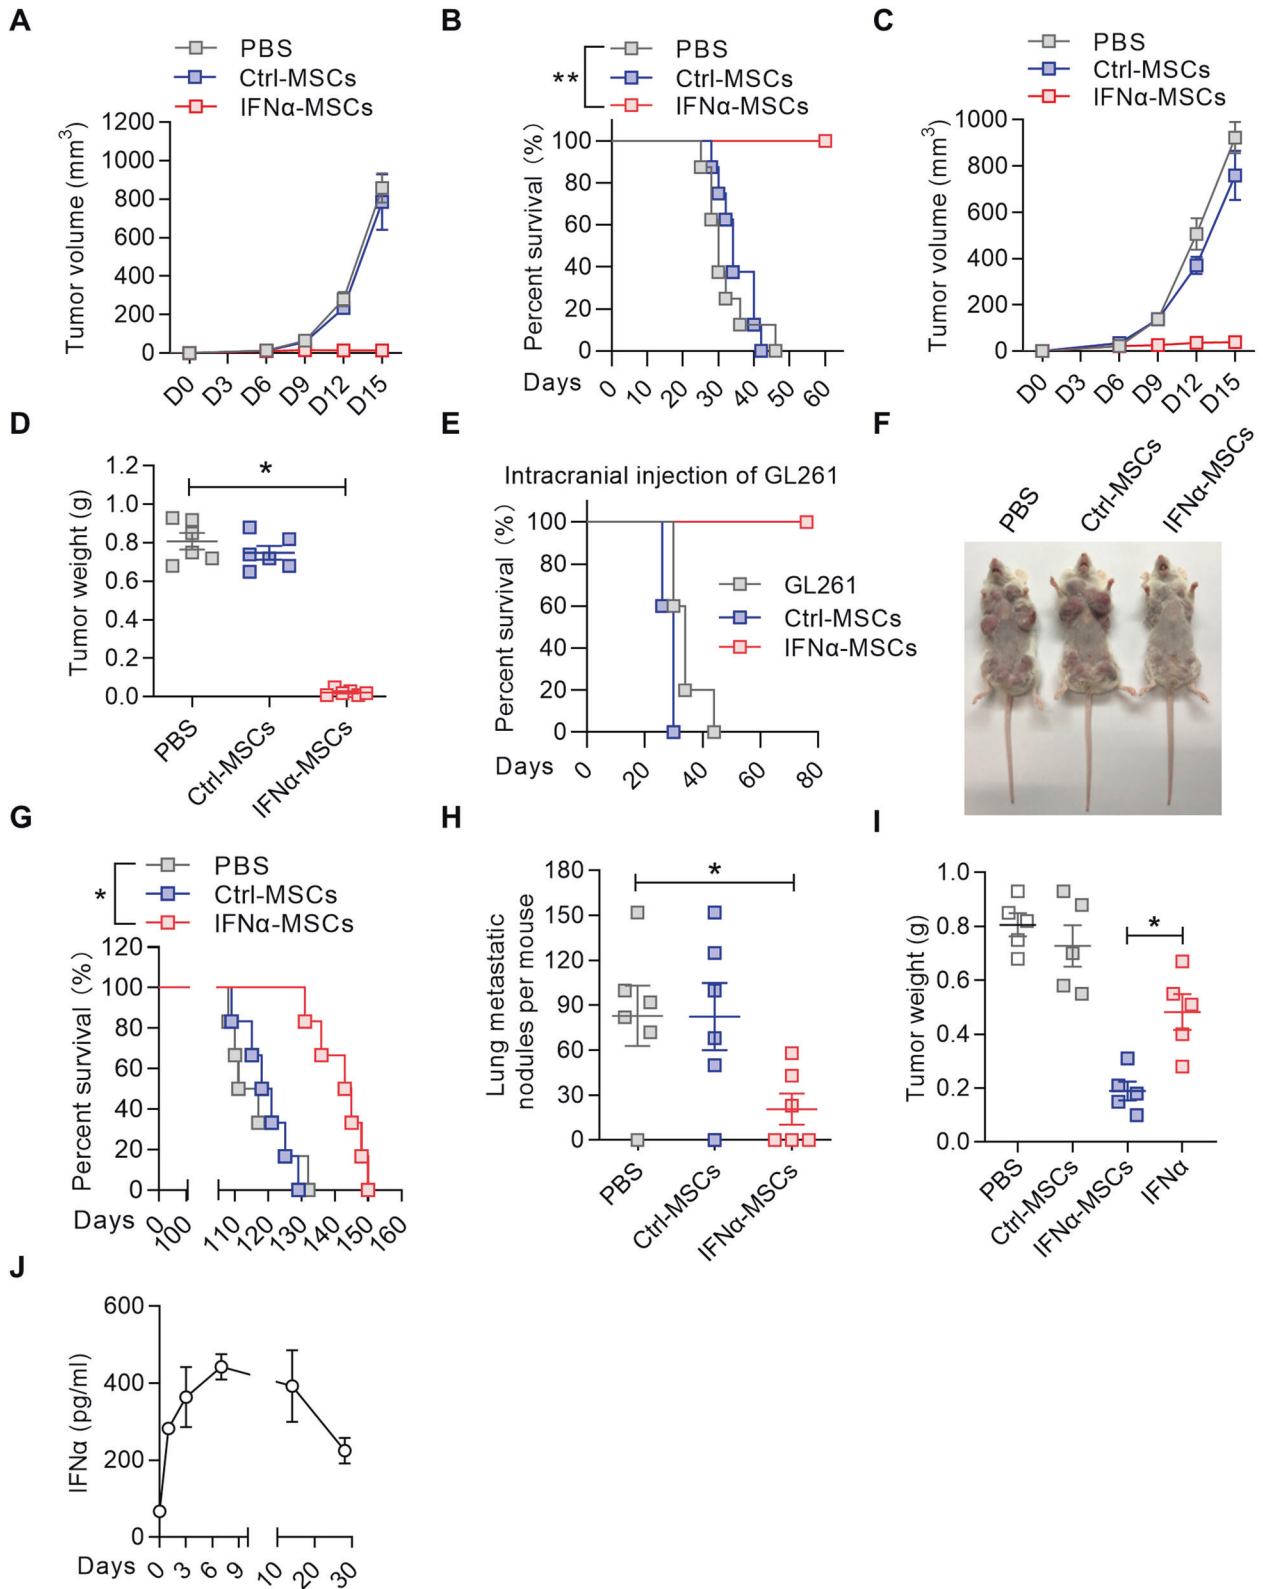 A
PBS
Ctrl-MSCs
IFNα-MSCs
Tumor volume (mm3)
1200
1000
800
600
400
200
0
D0 D3 D6 D9 D12 D15
B
**
PBS
Ctrl-MSCs
IFNα-MSCs
Percent survival (%)
100
80
60
40
20
0
Days 0 10 20 30 40 50 60
C
PBS
Ctrl-MSCs
IFNα-MSCs
Tumor volume (mm3)
1000
800
600
400
200
0
D0 D3 D6 D9 D12 D15
D
*
Tumor weight (g)
1.2
1.0
0.8
0.6
0.4
0.2
0.0
PBS Ctrl-MSCs IFNα-MSCs
E
Intracranial injection of GL261
Percent survival (%)
100
80
60
40
20
0
GL261
Ctrl-MSCs
IFNα-MSCs
Days 0 20 40 60 80
F
PBS Ctrl-MSCs IFNα-MSCs
G
*
PBS
Ctrl-MSCs
IFNα-MSCs
Percent survival (%)
120
100
80
60
40
20
0
Days 0 100 110 120 130 140 150 160
H
*
Lung metastatic
nodules per mouse
180
150
120
90
60
30
0
PBS Ctrl-MSCs IFNα-MSCs
I
*
Tumor weight (g)
1.0
0.8
0.6
0.4
0.2
0.0
PBS Ctrl-MSCs IFNα-MSCs IFNα
J
IFNα (pg/ml)
600
400
200
0
Days 0 3 6 9 10 20 30